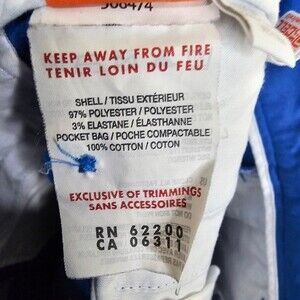 KEEP AWAY FROM FIRE
TENIR LOIN DU FEU
SHELL / TISSU EXTÉRIEUR
97% POLYESTER / POLYESTER
3% ELASTANE / ÉLASTHANNE
POCKET BAG / POCHE COMPACTABLE
100% COTTON / COTON
EXCLUSIVE OF TRIMMINGS
SANS ACCESSOIRES
RN 62200
CA 06311